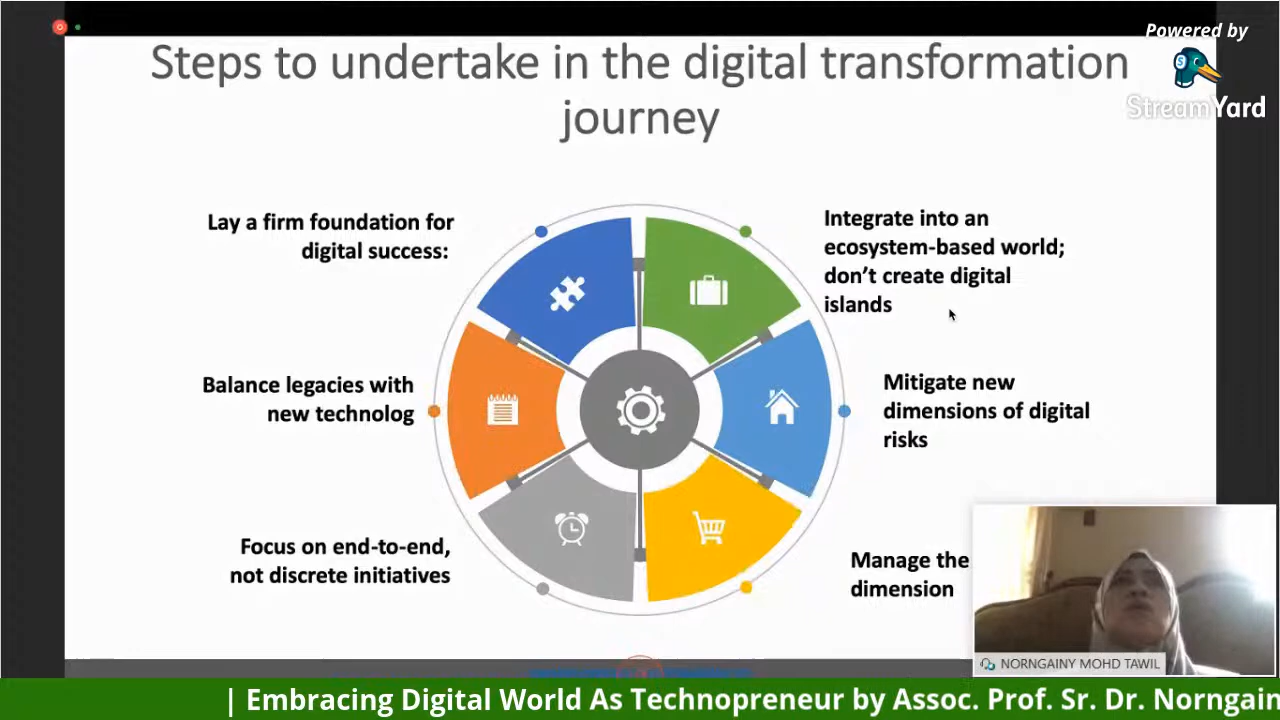 Powered by
StreamYard
Steps to undertake in the digital transformation
journey
Lay a firm foundation for
digital success:
Integrate into an
ecosystem-based world;
don't create digital
islands
Balance legacies with
new technolog
Mitigate new
dimensions of digital
risks
Focus on end-to-end,
not discrete initiatives
Manage the
dimension
NORNGAINY MOHD TAWIL
| Embracing Digital World As Technopreneur by Assoc. Prof. Sr. Dr. Norngain